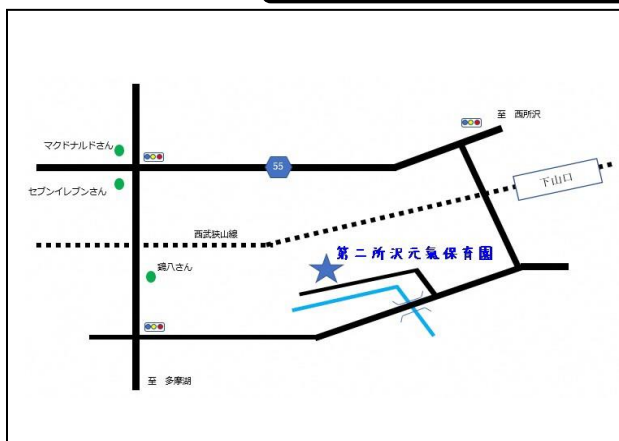 至 西所沢
マクドナルドさん
55
セブンイレブンさん
下山口
西武狭山線
第二所沢元氣保育園
鶏八さん
至 多摩湖